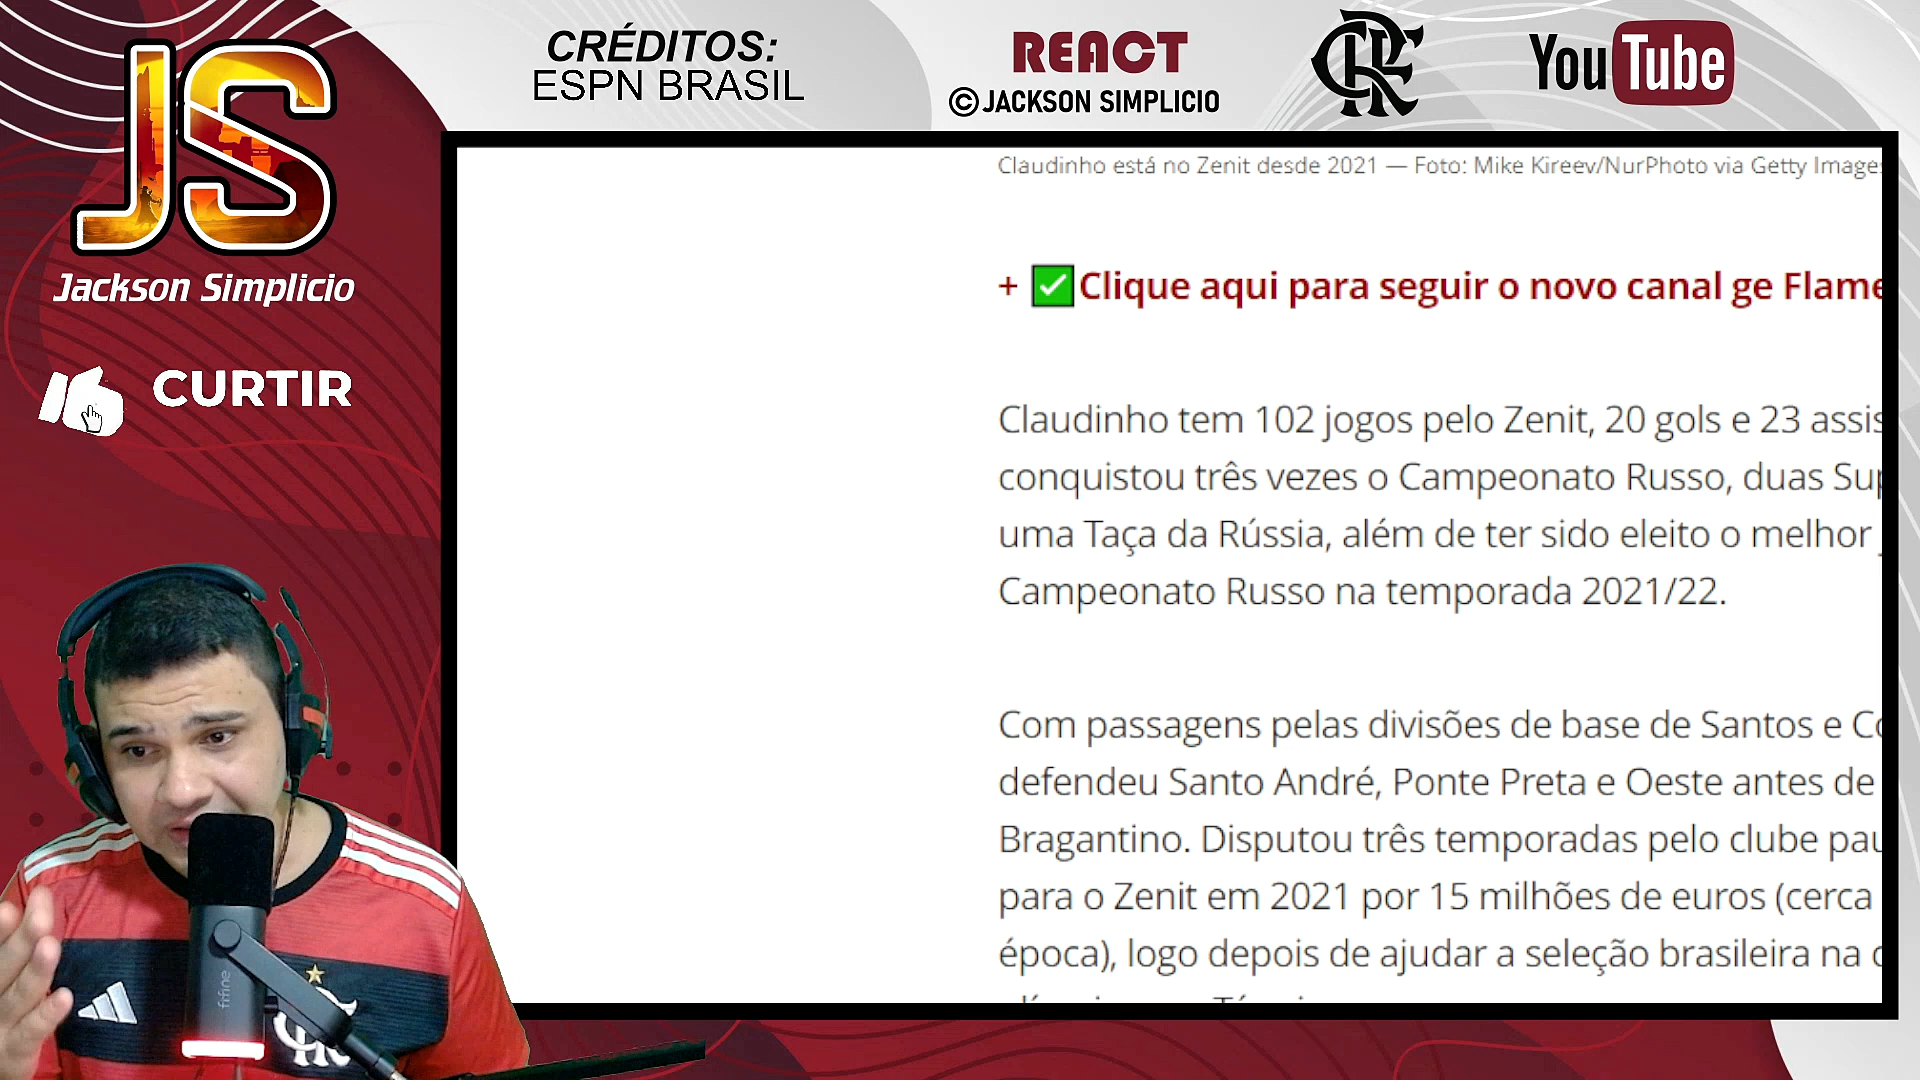 JS
Jackson Simplicio
CURTIR
CRÉDITOS:
ESPN BRASIL
REACT
©JACKSON SIMPLICIO
YouTube
Claudinho está no Zenit desde 2021 — Foto: Mike Kireev/NurPhoto via Getty Images
+ ✅Clique aqui para seguir o novo canal ge Flame
Claudinho tem 102 jogos pelo Zenit, 20 gols e 23 assis
conquistou três vezes o Campeonato Russo, duas Sup
uma Taça da Rússia, além de ter sido eleito o melhor
Campeonato Russo na temporada 2021/22.
Com passagens pelas divisões de base de Santos e Co
defendeu Santo André, Ponte Preta e Oeste antes de
Bragantino. Disputou três temporadas pelo clube pau
para o Zenit em 2021 por 15 milhões de euros (cerca
época), logo depois de ajudar a seleção brasileira na
fifine